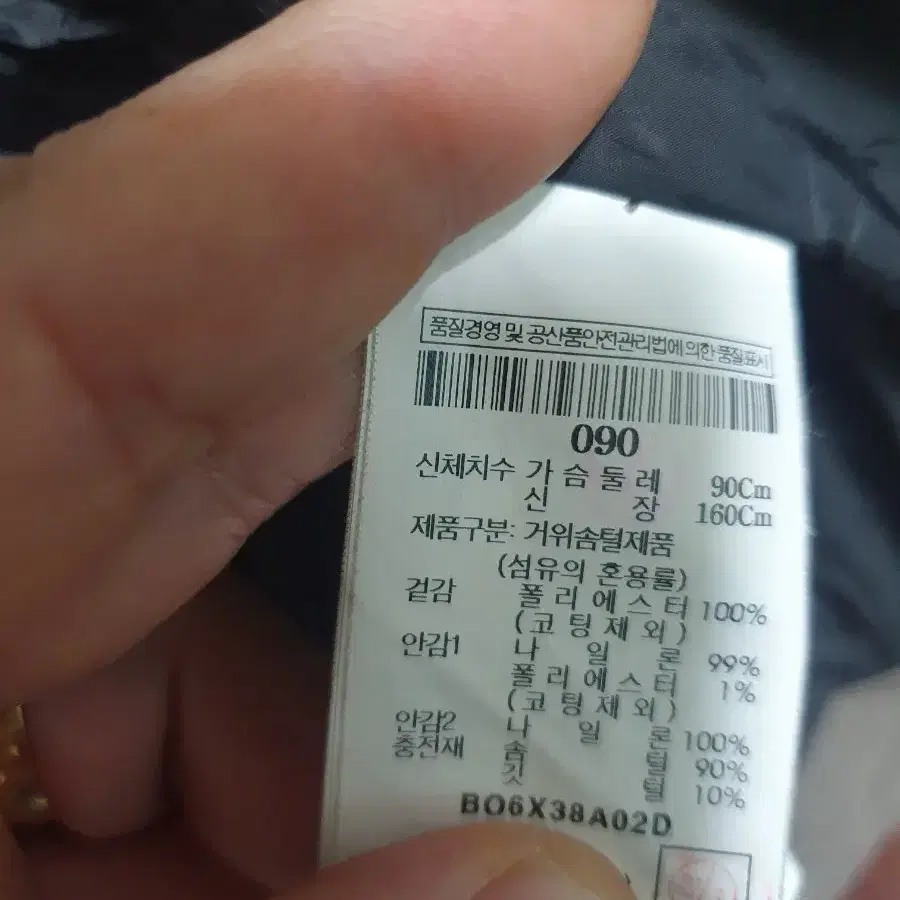 품질경영 및 공산품안전관리법에 의한 품질표시
090
신체치수 가 슴 둘 레 90Cm
신 장 160Cm
제품구분: 거위솜털제품
(섬유의 혼용률)
겉감 폴 리 에 스 터 100%
( 코 팅 제 외 )
안감1 나 일 론 99%
폴 리 에 스 터 1%
( 코 팅 제 외 )
안감2 나 일 론 100%
충전재 솜 털 90%
깃 털 10%
BO6X38A02D